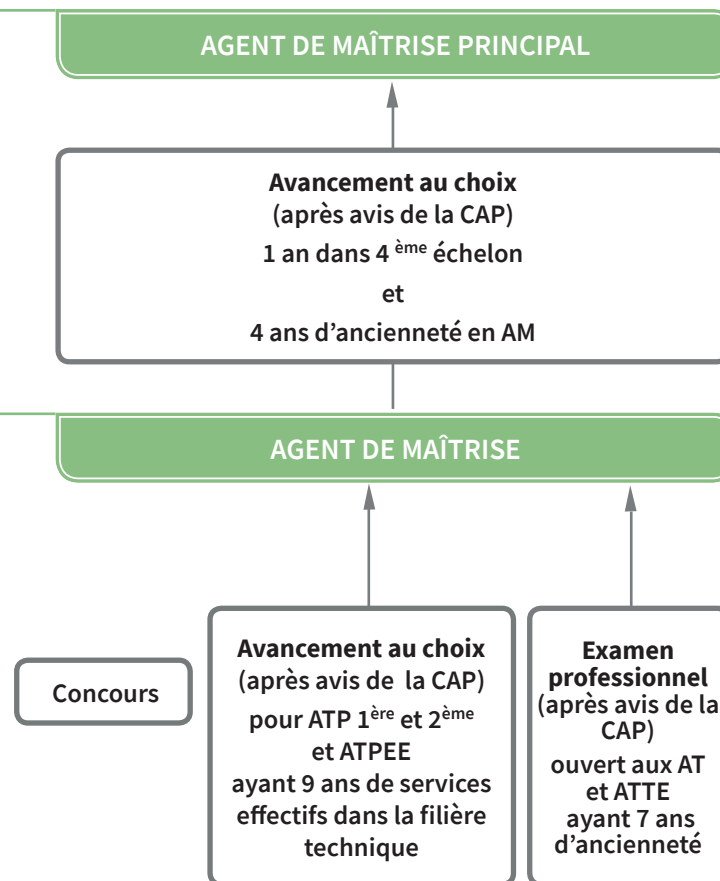 AGENT DE MAÎTRISE PRINCIPAL
Avancement au choix
(après avis de la CAP)
1 an dans 4 ème échelon
et
4 ans d’ancienneté en AM
AGENT DE MAÎTRISE
Concours
Avancement au choix
(après avis de la CAP)
pour ATP 1ère et 2ème
et ATPEE
ayant 9 ans de services
effectifs dans la filière
technique
Examen
professionnel
(après avis de la
CAP)
ouvert aux AT
et ATTE
ayant 7 ans
d’ancienneté